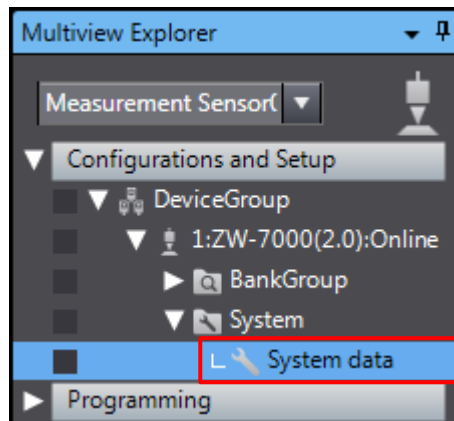 Multiview Explorer
Measurement Sensor(
Configurations and Setup
DeviceGroup
1:ZW-7000(2.0):Online
BankGroup
System
System data
Programming